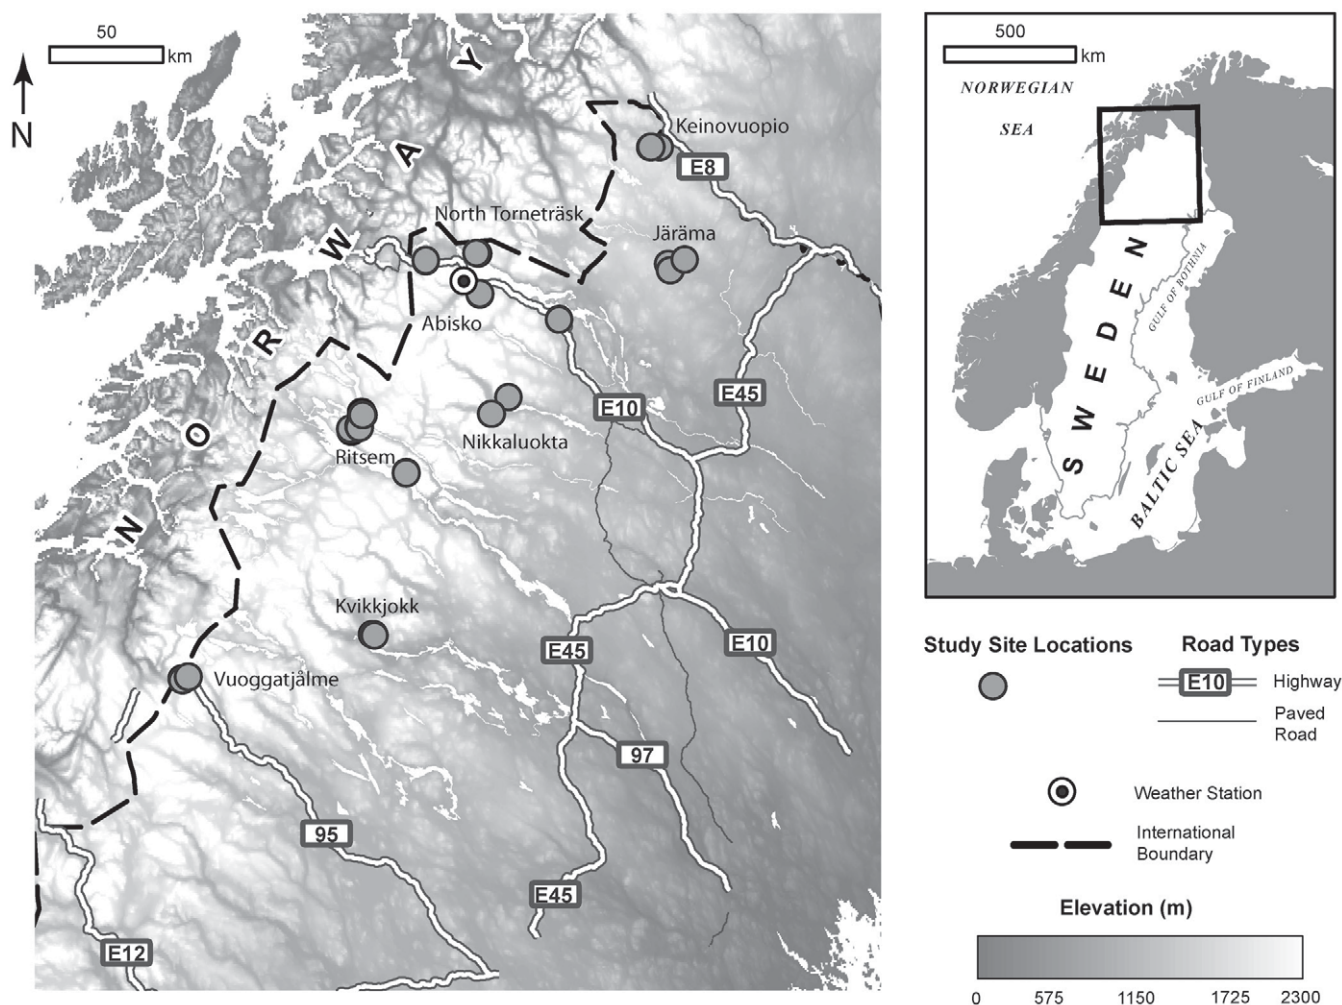 50
km
N
NORWAY
Keinovuopio
E8
North Torneträsk
Järäma
Abisko
E10
E45
Nikkaluokta
Ritsem
Kvikkjokk
E45
E10
Vuoggatjålme
97
95
E45
E12
500
km
NORWEGIAN
SEA
SWEDEN
GULF OF BOTHNIA
GULF OF FINLAND
BALTIC SEA
Study Site Locations
Road Types
E10
Highway
Paved
Road
Weather Station
International
Boundary
Elevation (m)
0 575 1150 1725 2300